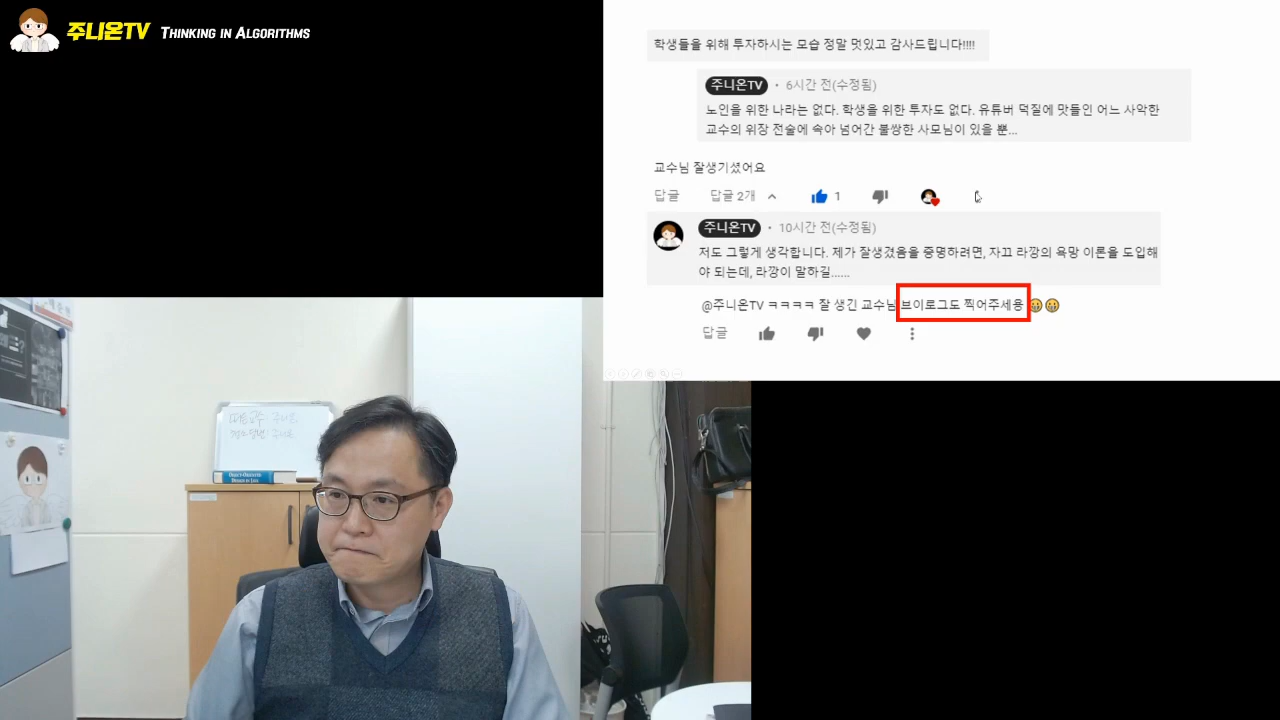 주니온TV THINKING IN ALGORITHMS
학생들을 위해 투자하시는 모습 정말 멋있고 감사드립니다!!!!
주니온TV • 6시간 전(수정됨)
노인을 위한 나라는 없다. 학생을 위한 투자도 없다. 유튜버 덕질에 맛들인 어느 사악한
교수의 위장 전술에 속아 넘어간 불쌍한 사모님이 있을 뿐...
교수님 잘생기셨어요
답글 답글 2개 1
주니온TV • 10시간 전(수정됨)
저도 그렇게 생각합니다. 제가 잘생겼음을 증명하려면, 자끄 라깡의 욕망 이론을 도입해
야 되는데, 라깡이 말하길......
@주니온TV ㅋㅋㅋㅋ 잘 생긴 교수님 브이로그도 찍어주세용
답글